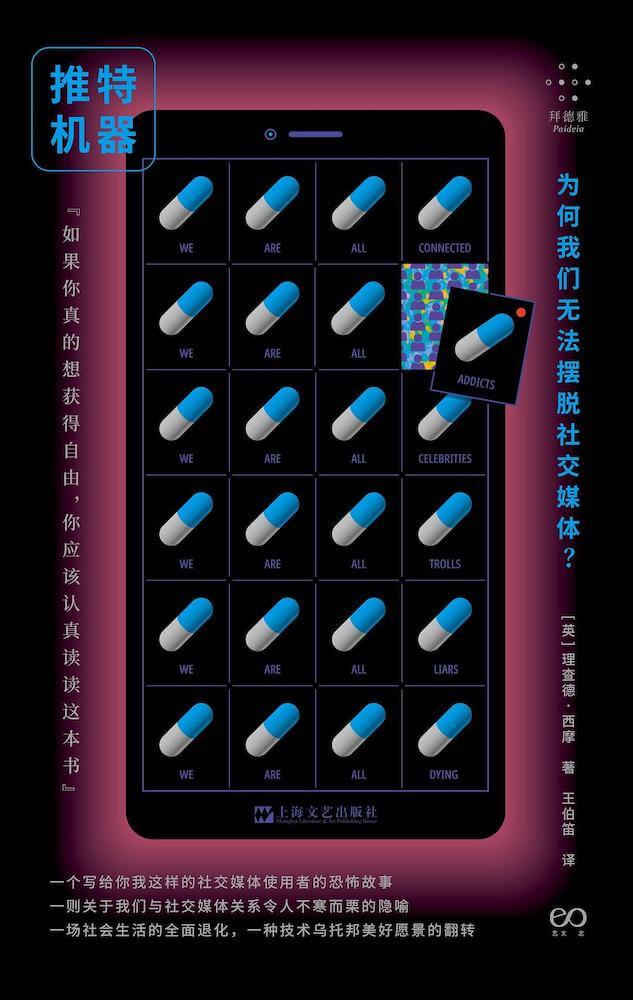 推特
机器
拜德雅
Paideia
为何我们无法摆脱社交媒体？
『如果你真的想获得自由，你应该认真读读这本书』
WE ARE ALL CONNECTED
WE ARE ALL ADDICTS
WE ARE ALL CELEBRITIES
WE ARE ALL TROLLS
WE ARE ALL LIARS
WE ARE ALL DYING
［英］理查德·西摩 著 王伯笛 译
上海文艺出版社
Shanghai Literature & Art Publishing House
一个写给你我这样的社交媒体使用者的恐怖故事
一则关于我们与社交媒体关系令人不寒而栗的隐喻
一场社会生活的全面退化，一种技术乌托邦美好愿景的翻转